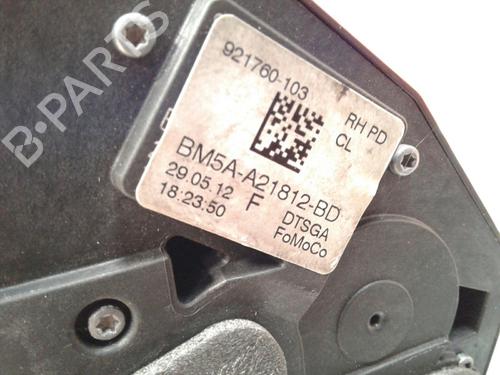 921760-103
RH PD
CL
BM5A-A21812-BD
29.05.12 F
18:23:50
DTSGA
FoMoCo
B-PARTS